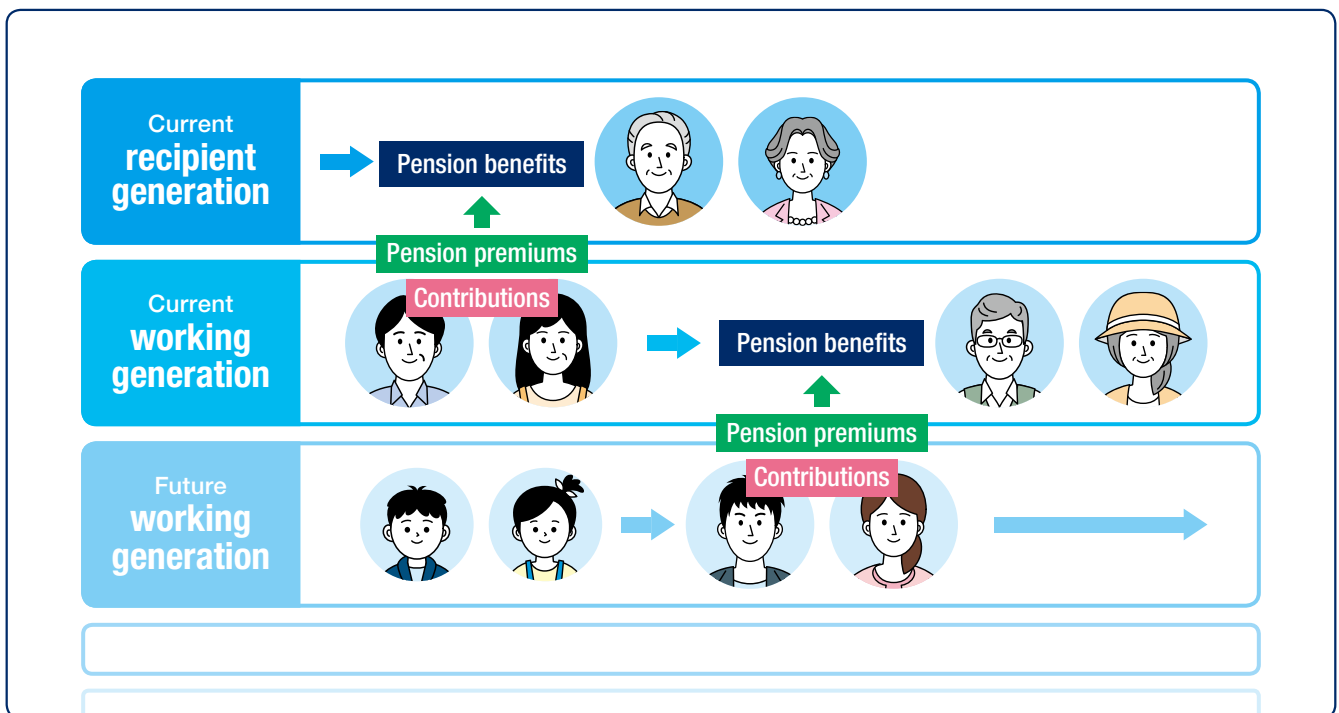 Current
recipient
generation
Pension benefits
Pension premiums
Current
working
generation
Contributions
Pension benefits
Pension premiums
Future
working
generation
Contributions